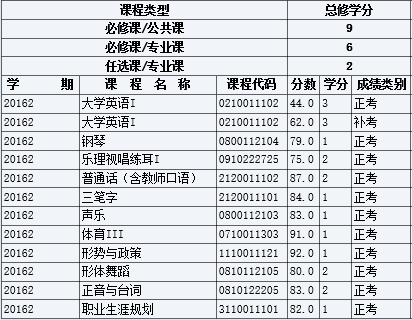 课程类型 总修学分
必修课/公共课 9
必修课/专业课 6
任选课/专业课 2
学 期 课 程 名 称 课程代码 分数 学分 成绩类别
20162 大学英语I 0210011102 44.0 3 正考
20162 大学英语I 0210011102 62.0 3 补考
20162 钢琴 0800112104 79.0 1 正考
20162 乐理视唱练耳I 0910222725 75.0 2 正考
20162 普通话（含教师口语） 2120011102 87.0 2 正考
20162 三笔字 2120011101 84.0 1 正考
20162 声乐 0800112103 83.0 1 正考
20162 体育III 0710011303 91.0 1 正考
20162 形势与政策 1110011121 92.0 1 正考
20162 形体舞蹈 0810112105 80.0 2 正考
20162 正音与台词 0810122205 83.0 2 正考
20162 职业生涯规划 3110011101 82.0 1 正考